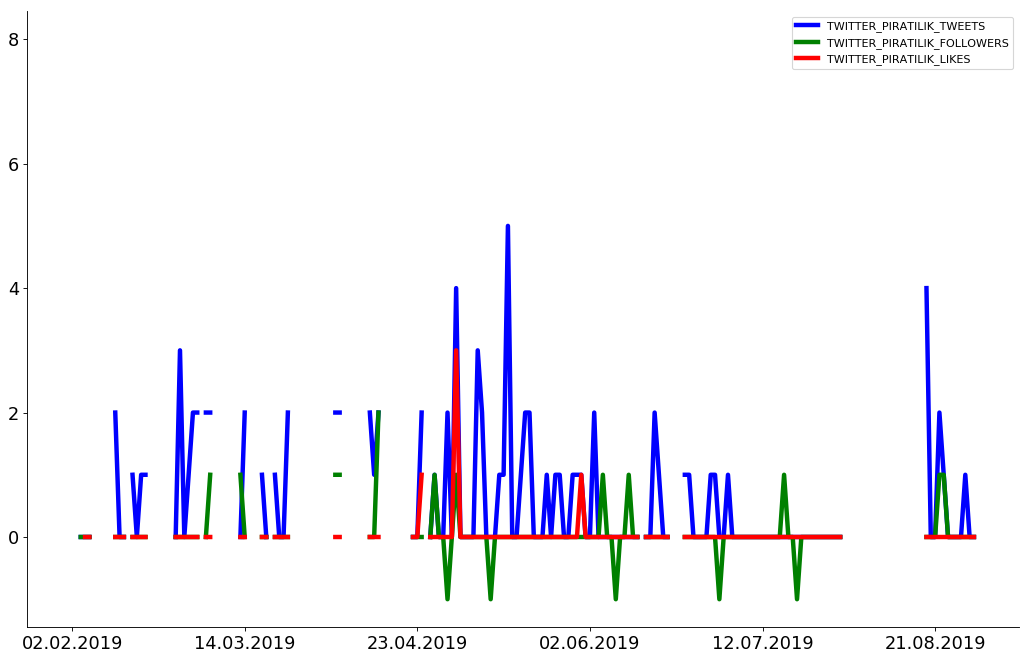 TWITTER_PIRATILIK_TWEETS
TWITTER_PIRATILIK_FOLLOWERS
TWITTER_PIRATILIK_LIKES
8
6
4
2
0
02.02.2019 14.03.2019 23.04.2019 02.06.2019 12.07.2019 21.08.2019